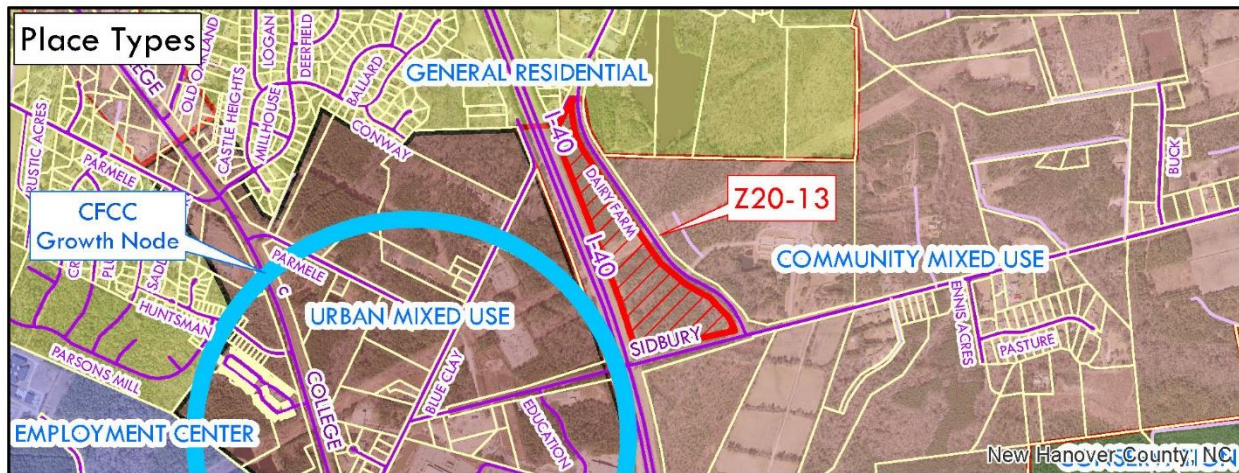 Place Types
COLLEGE
OLD OAKLAND
LOGAN
DEERFIELD
CASTLE HEIGHTS
MILLHOUSE
BALLARD
CONWAY
GENERAL RESIDENTIAL
I-40
DAIRY FARM
Z20-13
BUCK
RUSTIC ACRES
PARMELE
CFCC
Growth Node
PARMELE
I-40
COMMUNITY MIXED USE
HUNTSMAN
URBAN MIXED USE
SIDBURY
ENNIS ACRES
PASTURE
PARSONS MILL
BLUE CLAY
COLLEGE
EDUCATION
EMPLOYMENT CENTER
New Hanover County, NC